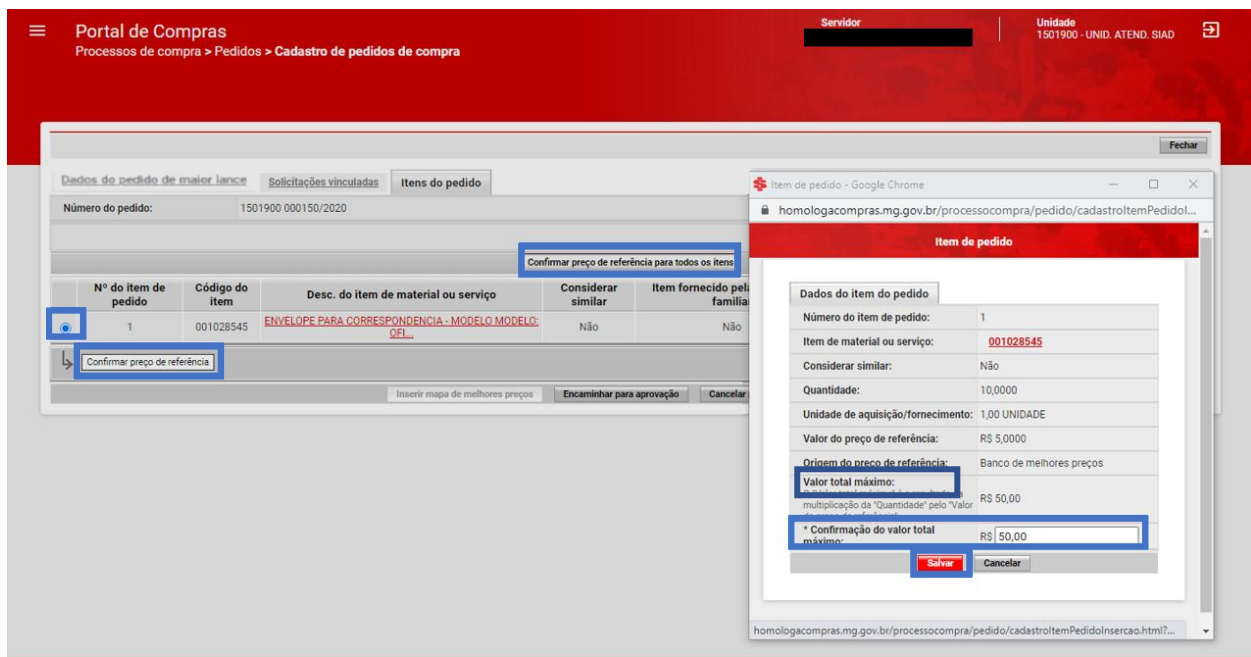 Portal de Compras
Processos de compra > Pedidos > Cadastro de pedidos de compra
Servidor
Unidade
1501900 - UNID. ATEND. SIAD
Fechar
Dados do pedido de maior lance
Solicitações vinculadas
Itens do pedido
Número do pedido:
1501900 000150/2020
Confirmar preço de referência para todos os itens
Nº do item de
pedido
Código do
item
Desc. do item de material ou serviço
Considerar
similar
Item fornecido pel
familia
1
001028545
ENVELOPE PARA CORRESPONDENCIA - MODELO MODELO:
OFI...
Não
Não
Confirmar preço de referência
Inserir mapa de melhores preços
Encaminhar para aprovação
Cancelar
Item de pedido - Google Chrome
homologacompras.mg.gov.br/processocompra/pedido/cadastroItemPedidoI...
Item de pedido
Dados do item do pedido
Número do item de pedido:
1
Item de material ou serviço:
001028545
Considerar similar:
Não
Quantidade:
10,0000
Unidade de aquisição/fornecimento:
1,00 UNIDADE
Valor do preço de referência:
R$ 5,0000
Origem do preço de referência:
Banco de melhores preços
Valor total máximo:
multiplicação da "Quantidade" pelo "Valor
R$ 50,00
* Confirmação do valor total
máximo:
R$ 50,00
Salvar
Cancelar
homologacompras.mg.gov.br/processocompra/pedido/cadastroItemPedidoInsercao.html?...